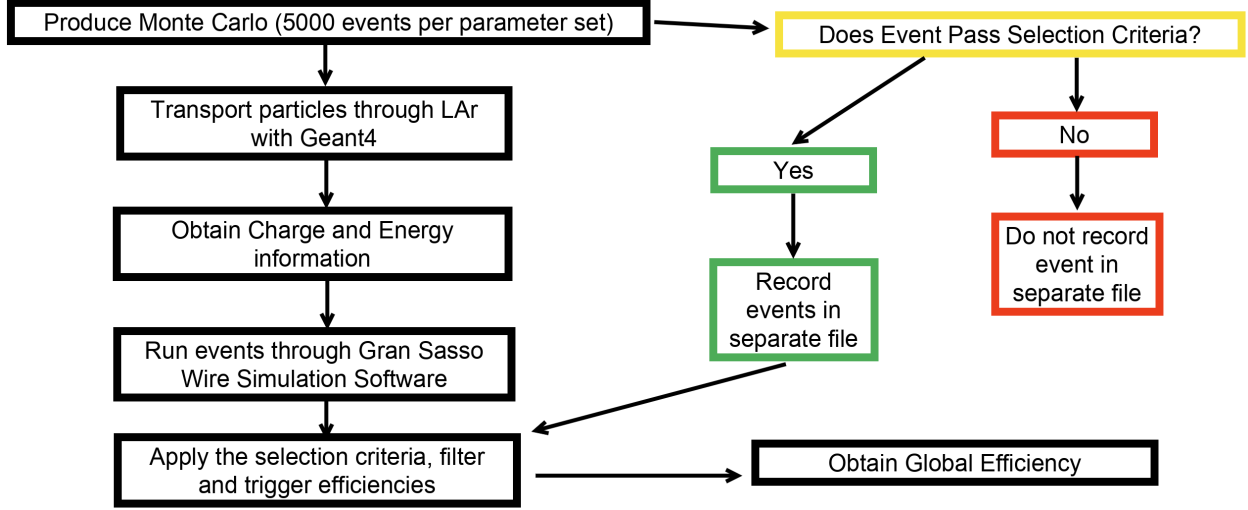 Produce Monte Carlo (5000 events per parameter set)
Does Event Pass Selection Criteria?
Transport particles through LAr
with Geant4
No
Yes
Obtain Charge and Energy
information
Do not record
event in
separate file
Record
events in
separate file
Run events through Gran Sasso
Wire Simulation Software
Apply the selection criteria, filter
and trigger efficiencies
Obtain Global Efficiency